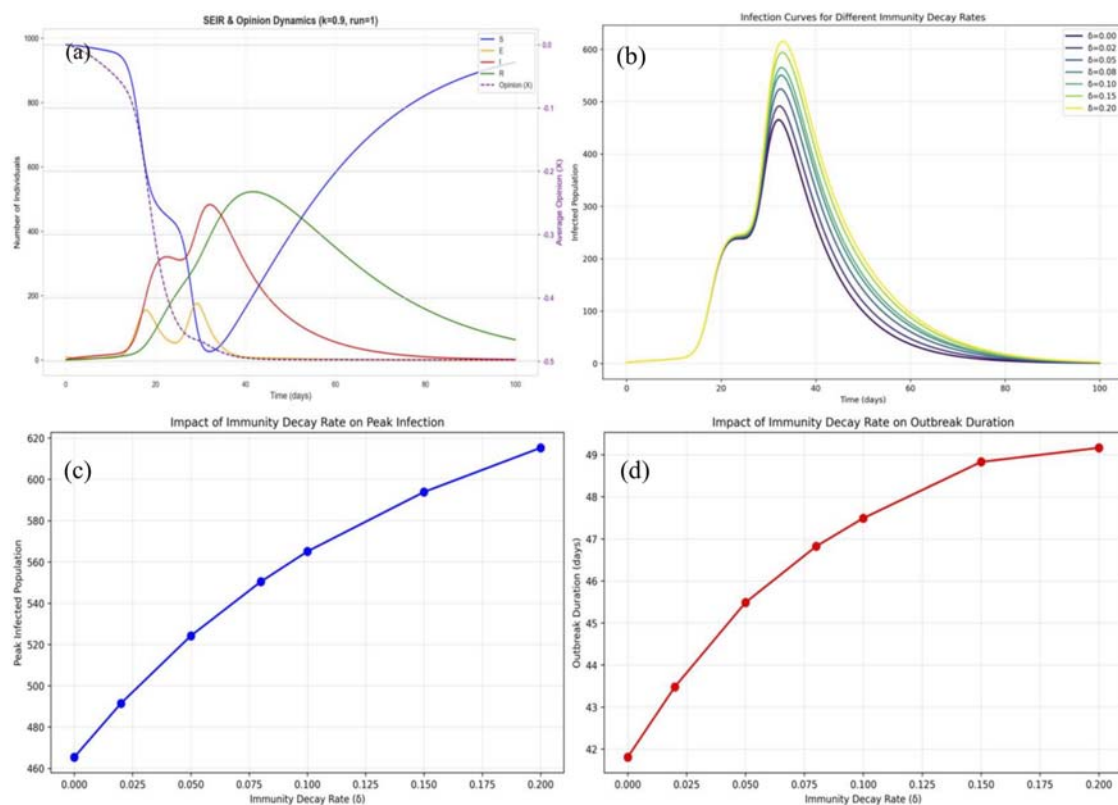 SEIR & Opinion Dynamics (k=0.9, run=1)
(a)
1000
800
600
400
200
0
Number of Individuals
0
20
40
60
80
100
Time (days)
0.0
-0.1
-0.2
-0.3
-0.4
-0.5
Average Opinion (X)
S
E
I
R
Opinion (X)
Infection Curves for Different Immunity Decay Rates
(b)
600
500
400
300
200
100
0
Infected Population
0
20
40
60
80
100
Time (days)
δ=0.00
δ=0.02
δ=0.05
δ=0.08
δ=0.10
δ=0.15
δ=0.20
Impact of Immunity Decay Rate on Peak Infection
(c)
620
600
580
560
540
520
500
480
460
Peak Infected Population
0.000
0.025
0.050
0.075
0.100
0.125
0.150
0.175
0.200
Immunity Decay Rate (δ)
Impact of Immunity Decay Rate on Outbreak Duration
(d)
49
48
47
46
45
44
43
42
Outbreak Duration (days)
0.000
0.025
0.050
0.075
0.100
0.125
0.150
0.175
0.200
Immunity Decay Rate (δ)